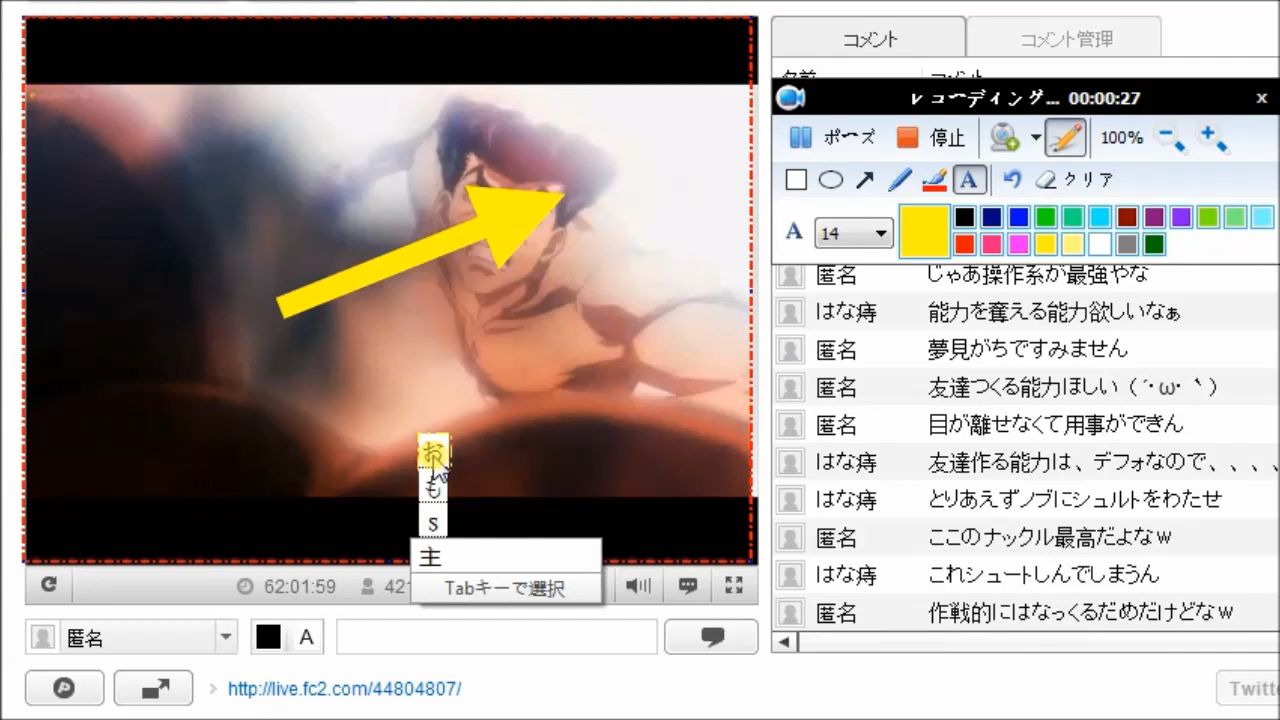 コメント
コメント管理
名前 コメント
レコーディング... 00:00:27 x
ポーズ 停止 100%
A クリア
A 14
匿名 じゃあ操作系が最強やな
はな痔 能力を奪える能力欲しいなぁ
匿名 夢見がちですみません
匿名 友達つくる能力ほしい（´･ω･｀）
匿名 目が離せなくて用事ができん
はな痔 友達作る能力は、デフォなので、、、、
はな痔 とりあえずノブにシュルトをわたせ
匿名 ここのナックル最高だよなｗ
はな痔 これシュートしんでしまうん
匿名 作戦的にはなっくるだめだけどなｗ
お
も
s
主
Tabキーで選択
62:01:59 421
匿名 A
http://live.fc2.com/44804807/